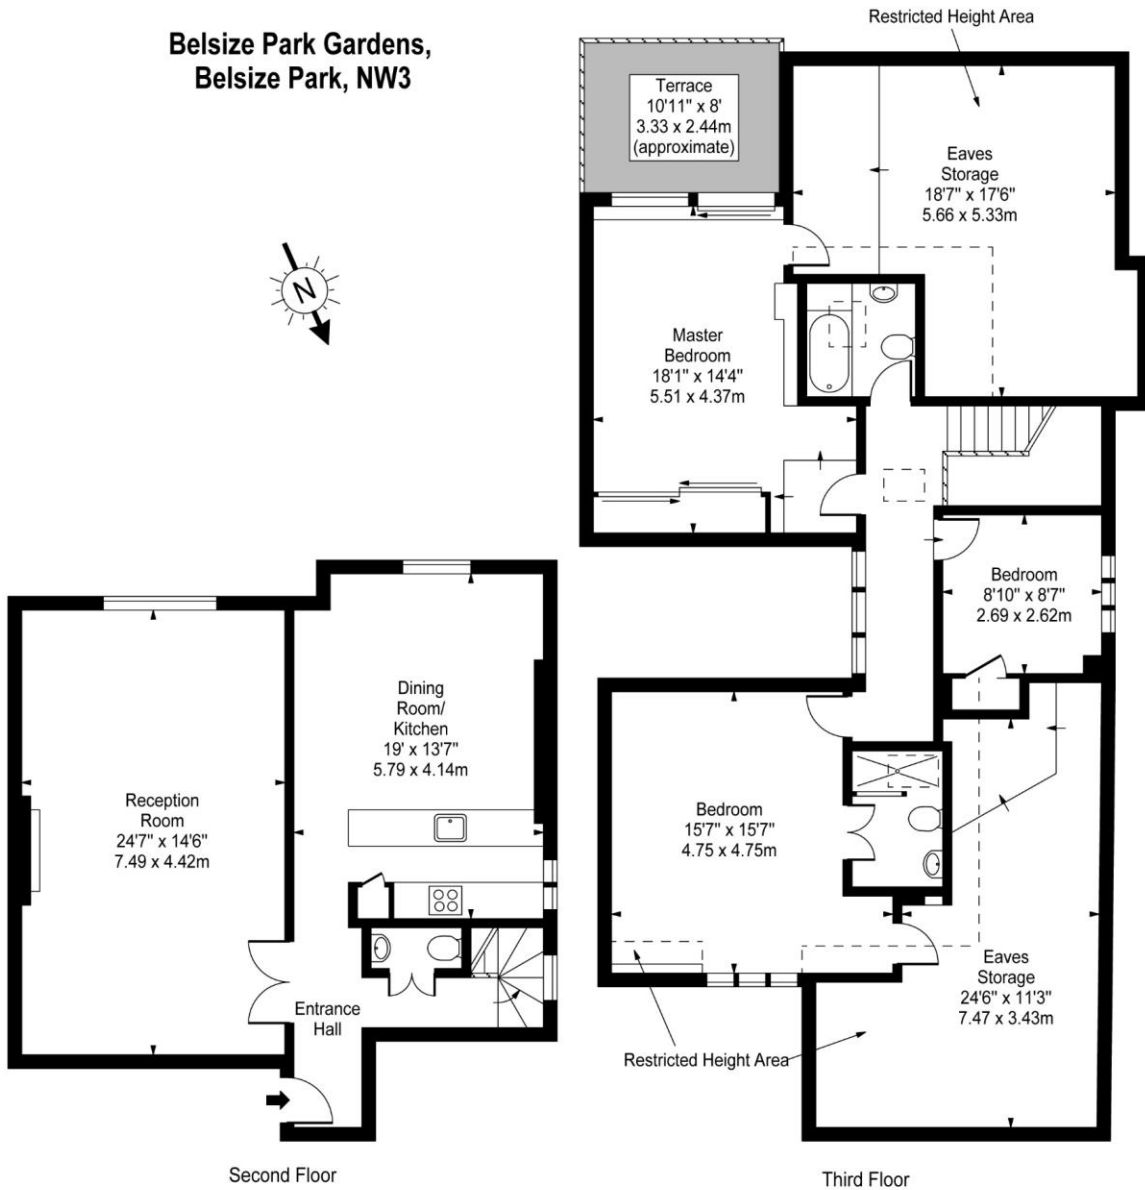 Belsize Park Gardens,
Belsize Park, NW3
N
Restricted Height Area
Terrace
10'11" x 8'
3.33 x 2.44m
(approximate)
Eaves
Storage
18'7" x 17'6"
5.66 x 5.33m
Master
Bedroom
18'1" x 14'4"
5.51 x 4.37m
Bedroom
8'10" x 8'7"
2.69 x 2.62m
Dining
Room/
Kitchen
19' x 13'7"
5.79 x 4.14m
Reception
Room
24'7" x 14'6"
7.49 x 4.42m
Bedroom
15'7" x 15'7"
4.75 x 4.75m
Eaves
Storage
24'6" x 11'3"
7.47 x 3.43m
Entrance
Hall
Restricted Height Area
Second Floor
Third Floor